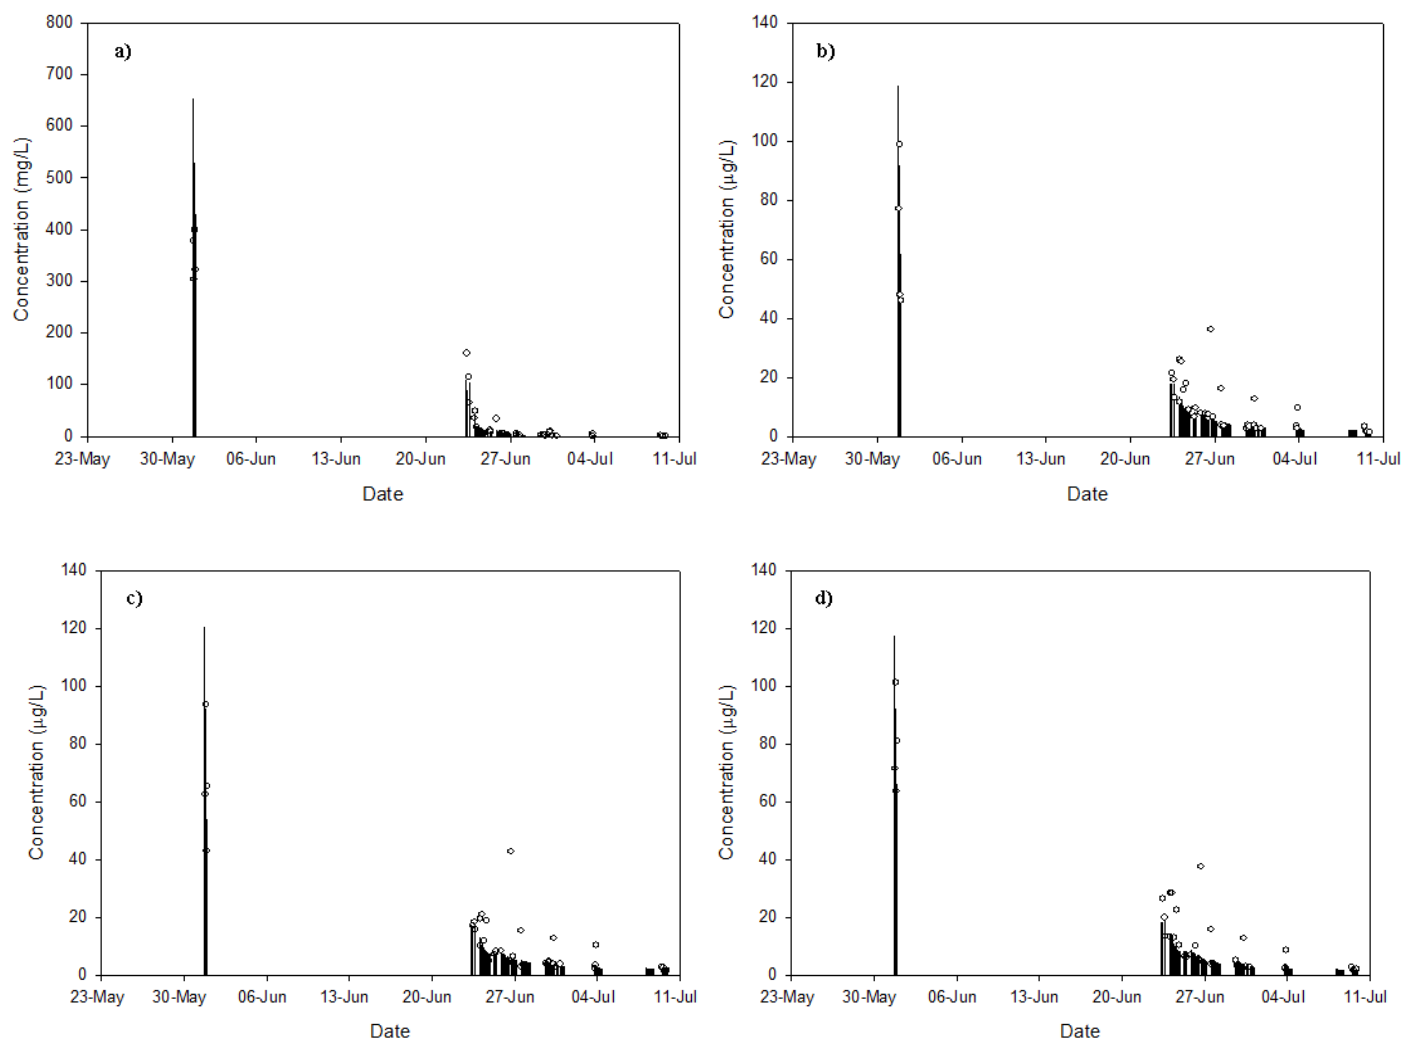 a)
Concentration (mg/L)
800
700
600
500
400
300
200
100
0
23-May 30-May 06-Jun 13-Jun 20-Jun 27-Jun 04-Jul 11-Jul
Date
b)
Concentration (µg/L)
140
120
100
80
60
40
20
0
23-May 30-May 06-Jun 13-Jun 20-Jun 27-Jun 04-Jul 11-Jul
Date
c)
Concentration (µg/L)
140
120
100
80
60
40
20
0
23-May 30-May 06-Jun 13-Jun 20-Jun 27-Jun 04-Jul 11-Jul
Date
d)
Concentration (µg/L)
140
120
100
80
60
40
20
0
23-May 30-May 06-Jun 13-Jun 20-Jun 27-Jun 04-Jul 11-Jul
Date